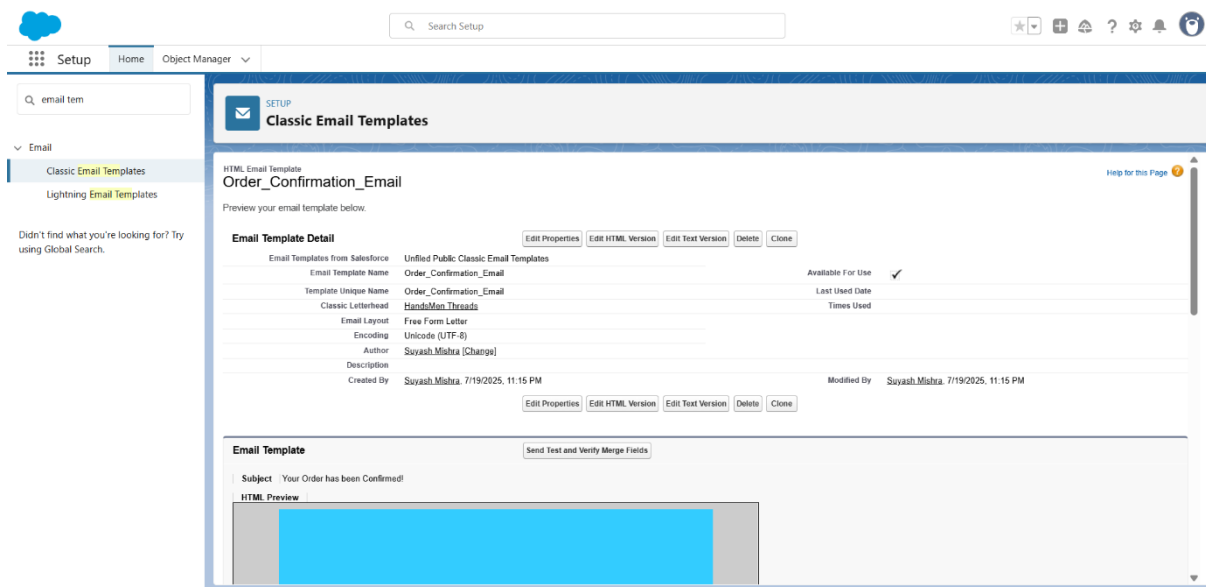 Search Setup
Setup
Home
Object Manager
email tem
Email
Classic Email Templates
Lightning Email Templates
Didn't find what you're looking for? Try
using Global Search.
SETUP
Classic Email Templates
HTML Email Template
Order_Confirmation_Email
Help for this Page ?
Preview your email template below.
Email Template Detail
Edit Properties Edit HTML Version Edit Text Version Delete Clone
Email Templates from Salesforce Unfiled Public Classic Email Templates
Email Template Name Order_Confirmation_Email Available For Use ✓
Template Unique Name Order_Confirmation_Email Last Used Date
Classic Letterhead HandsMen Threads Times Used
Email Layout Free Form Letter
Encoding Unicode (UTF-8)
Author Suyash Mishra [Change]
Description
Created By Suyash Mishra, 7/19/2025, 11:15 PM Modified By Suyash Mishra, 7/19/2025, 11:15 PM
Edit Properties Edit HTML Version Edit Text Version Delete Clone
Email Template Send Test and Verify Merge Fields
Subject Your Order has been Confirmed!
HTML Preview